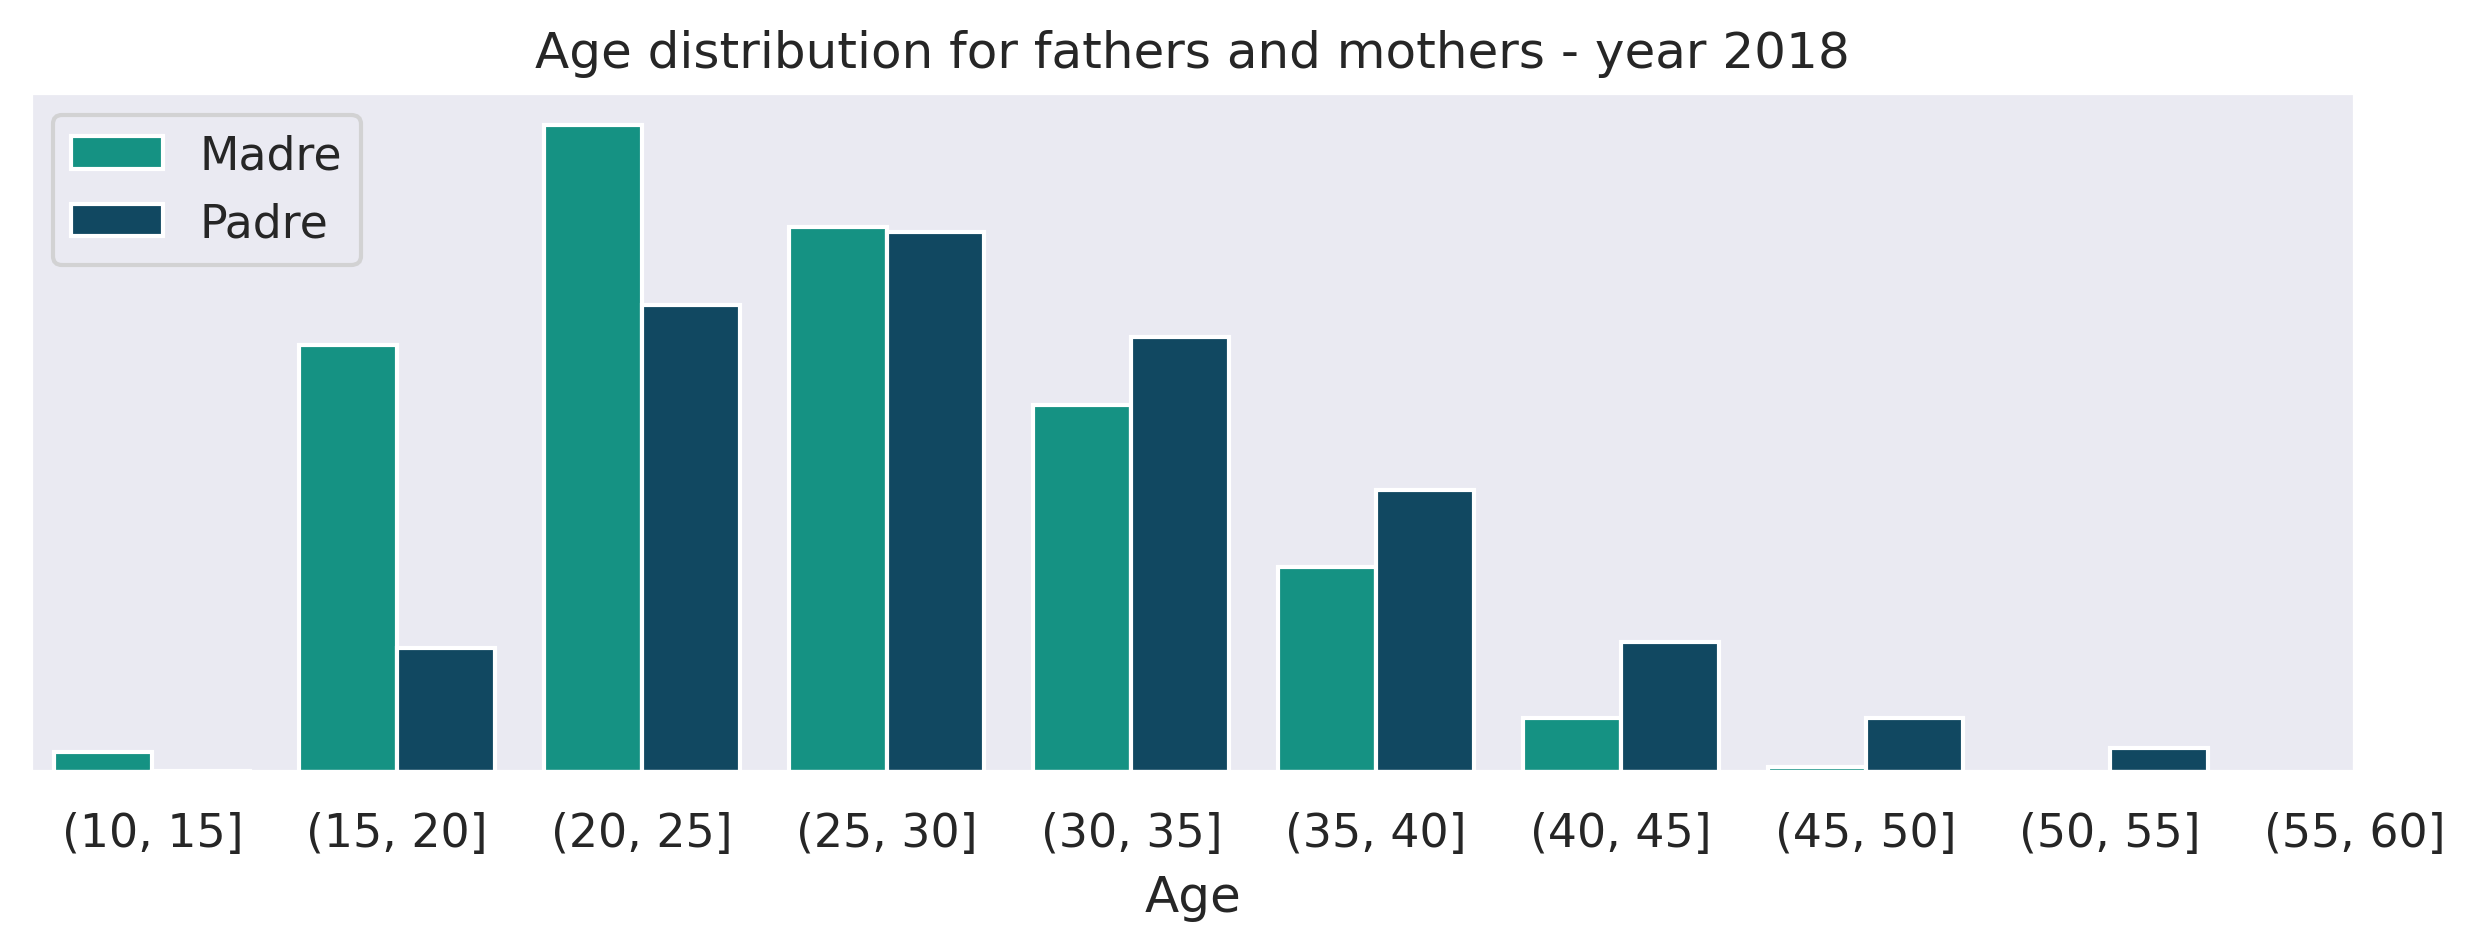 Age distribution for fathers and mothers - year 2018
Madre
Padre
(10, 15] (15, 20] (20, 25] (25, 30] (30, 35] (35, 40] (40, 45] (45, 50] (50, 55] (55, 60]
Age